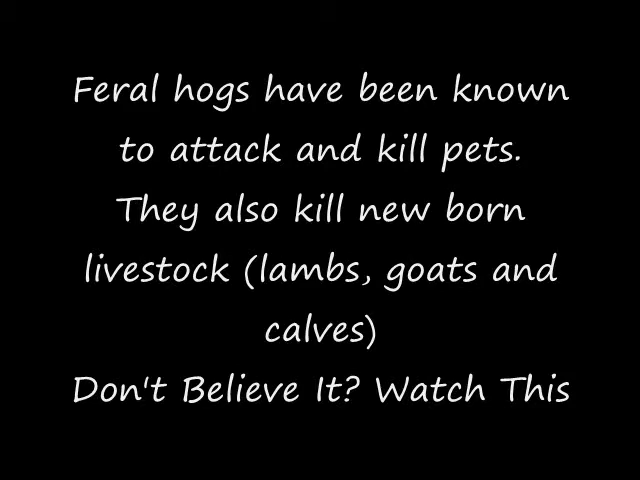 Feral hogs have been known
to attack and kill pets.
They also kill new born
livestock (lambs, goats and
calves)
Don't Believe It? Watch This